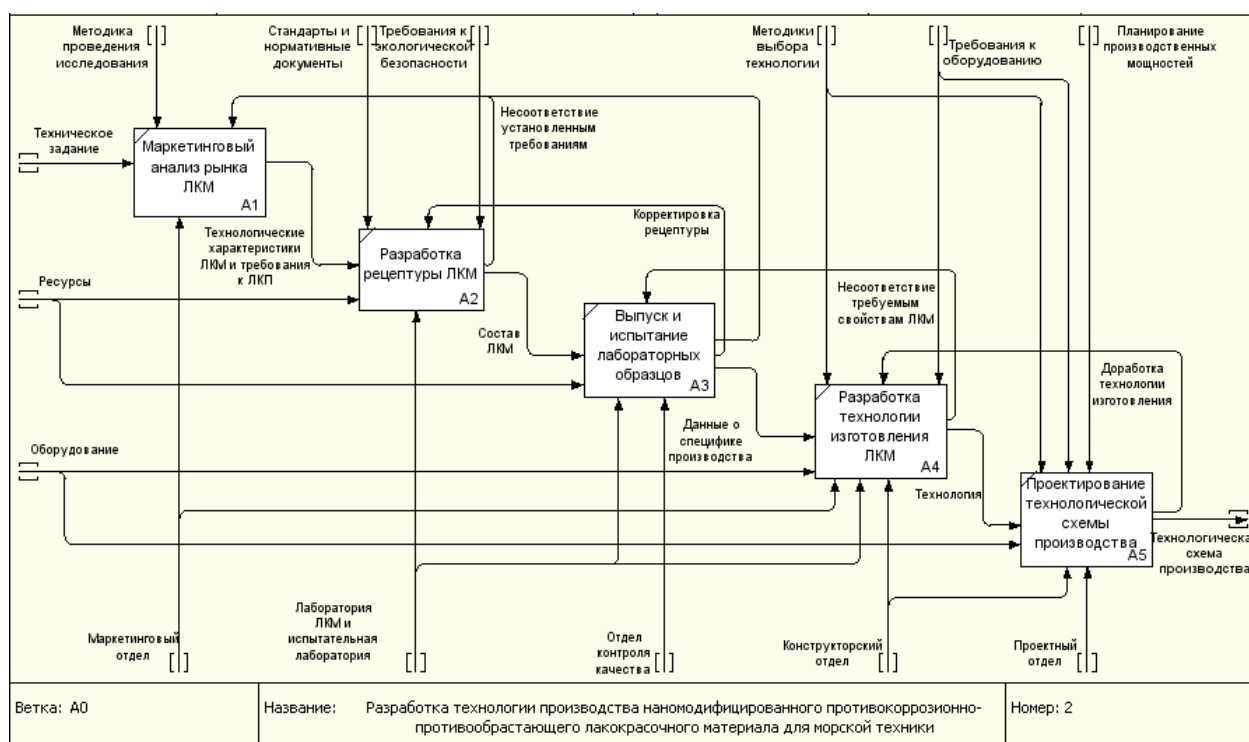 Методика
проведения
исследования
Стандарты и
нормативные
документы
Требования к
экологической
безопасности
Методики
выбора
технологии
Требования к
оборудованию
Планирование
производственных
мощностей
Техническое
задание
Маркетинговый
анализ рынка
ЛКМ
A1
Несоответствие
установленным
требованиям
Технологические
характеристики
ЛКМ и требования
к ЛКП
Корректировка
рецептуры
Разработка
рецептуры ЛКМ
A2
Ресурсы
Состав
ЛКМ
Выпуск и
испытание
лабораторных
образцов
A3
Несоответствие
требуемым
свойствам ЛКМ
Доработка
технологии
изготовления
Разработка
технологии
изготовления
ЛКМ
A4
Данные о
специфике
производства
Оборудование
Технология
Проектирование
технологической
схемы
производства
A5
Технологическа
схема
производства
Маркетинговый
отдел
Лаборатория
ЛКМ и
испытательная
лаборатория
Отдел
контроля
качества
Конструкторский
отдел
Проектный
отдел
Ветка: A0
Название: Разработка технологии производства наномодифицированного противокоррозионно-
противообрастающего лакокрасочного материала для морской техники
Номер: 2